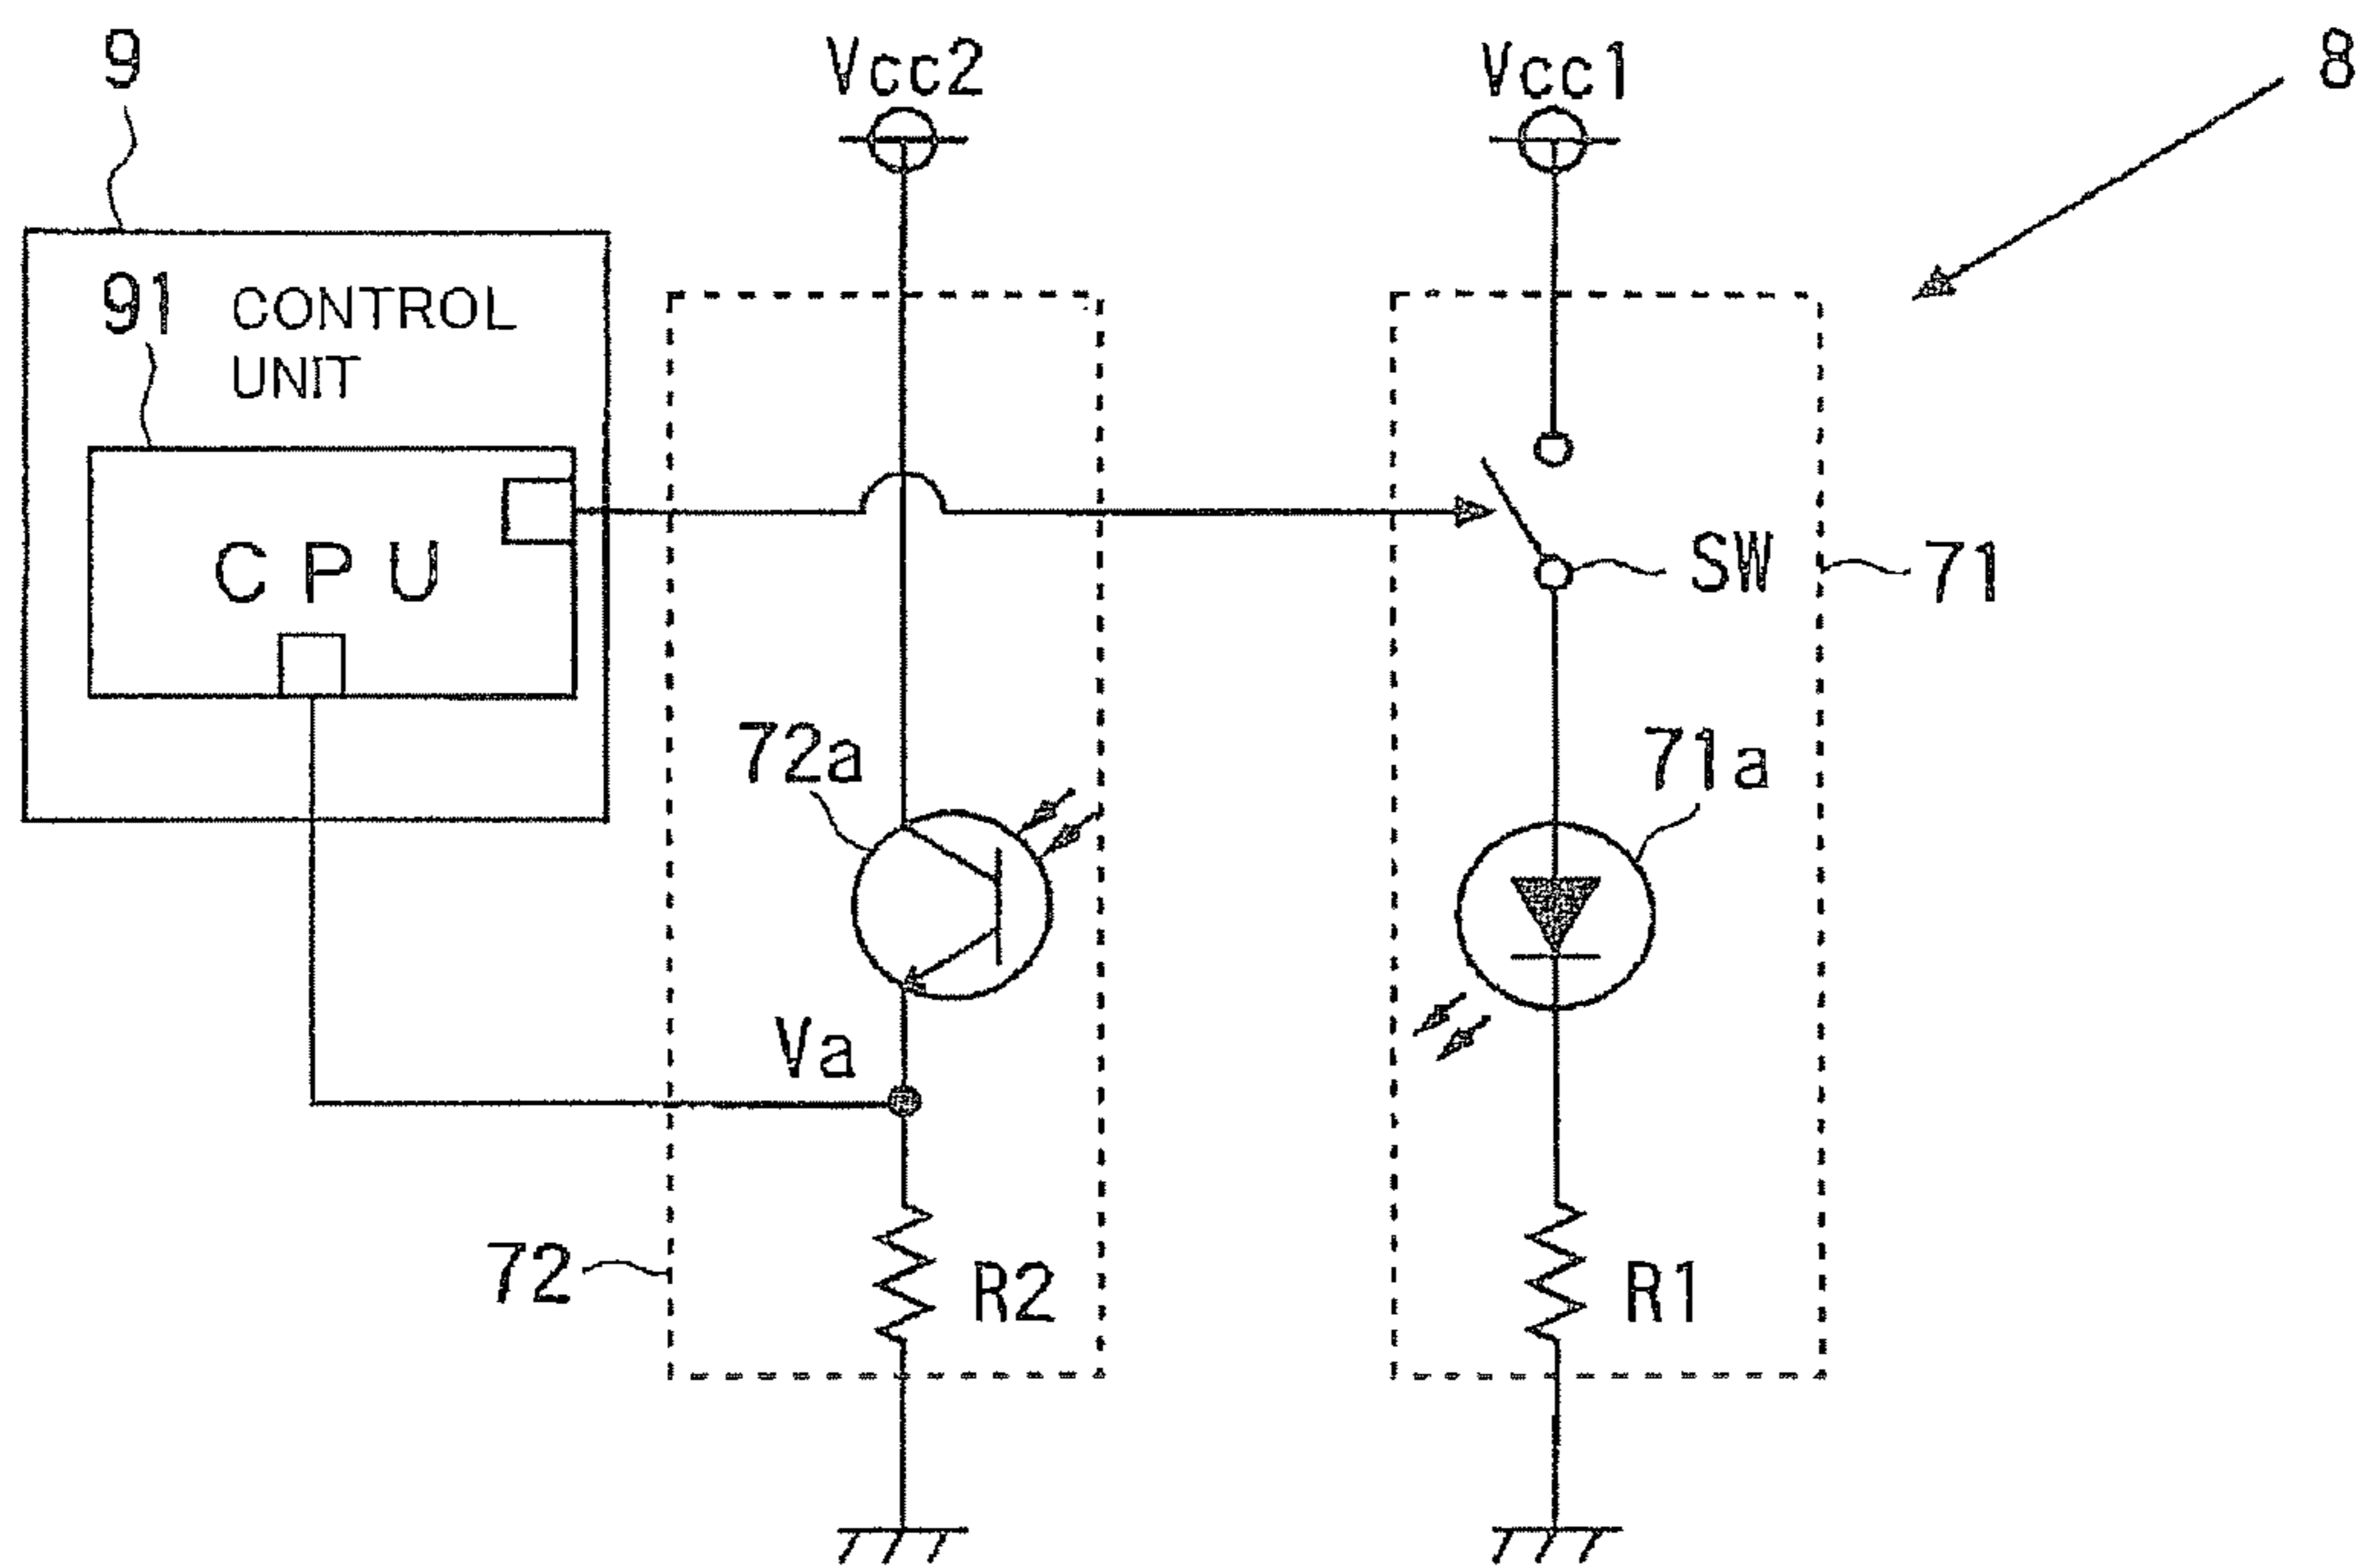 9
Vcc2
Vcc1
8
91
CONTROL
UNIT
CPU
SW
71
72a
71a
Va
72
R2
R1